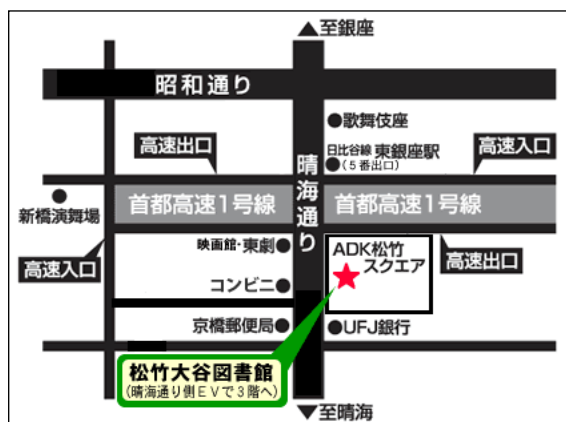 ▲至銀座
昭和通り
●歌舞伎座
高速出口
日比谷線 東銀座駅
●(5番出口)
高速入口
晴海通り
新橋演舞場
首都高速1号線
首都高速1号線
高速入口
映画館・東劇●
ADK松竹
スクエア
高速出口
コンビニ●
京橋郵便局●
●UFJ銀行
松竹大谷図書館
(晴海通り側EVで3階へ)
▼至晴海